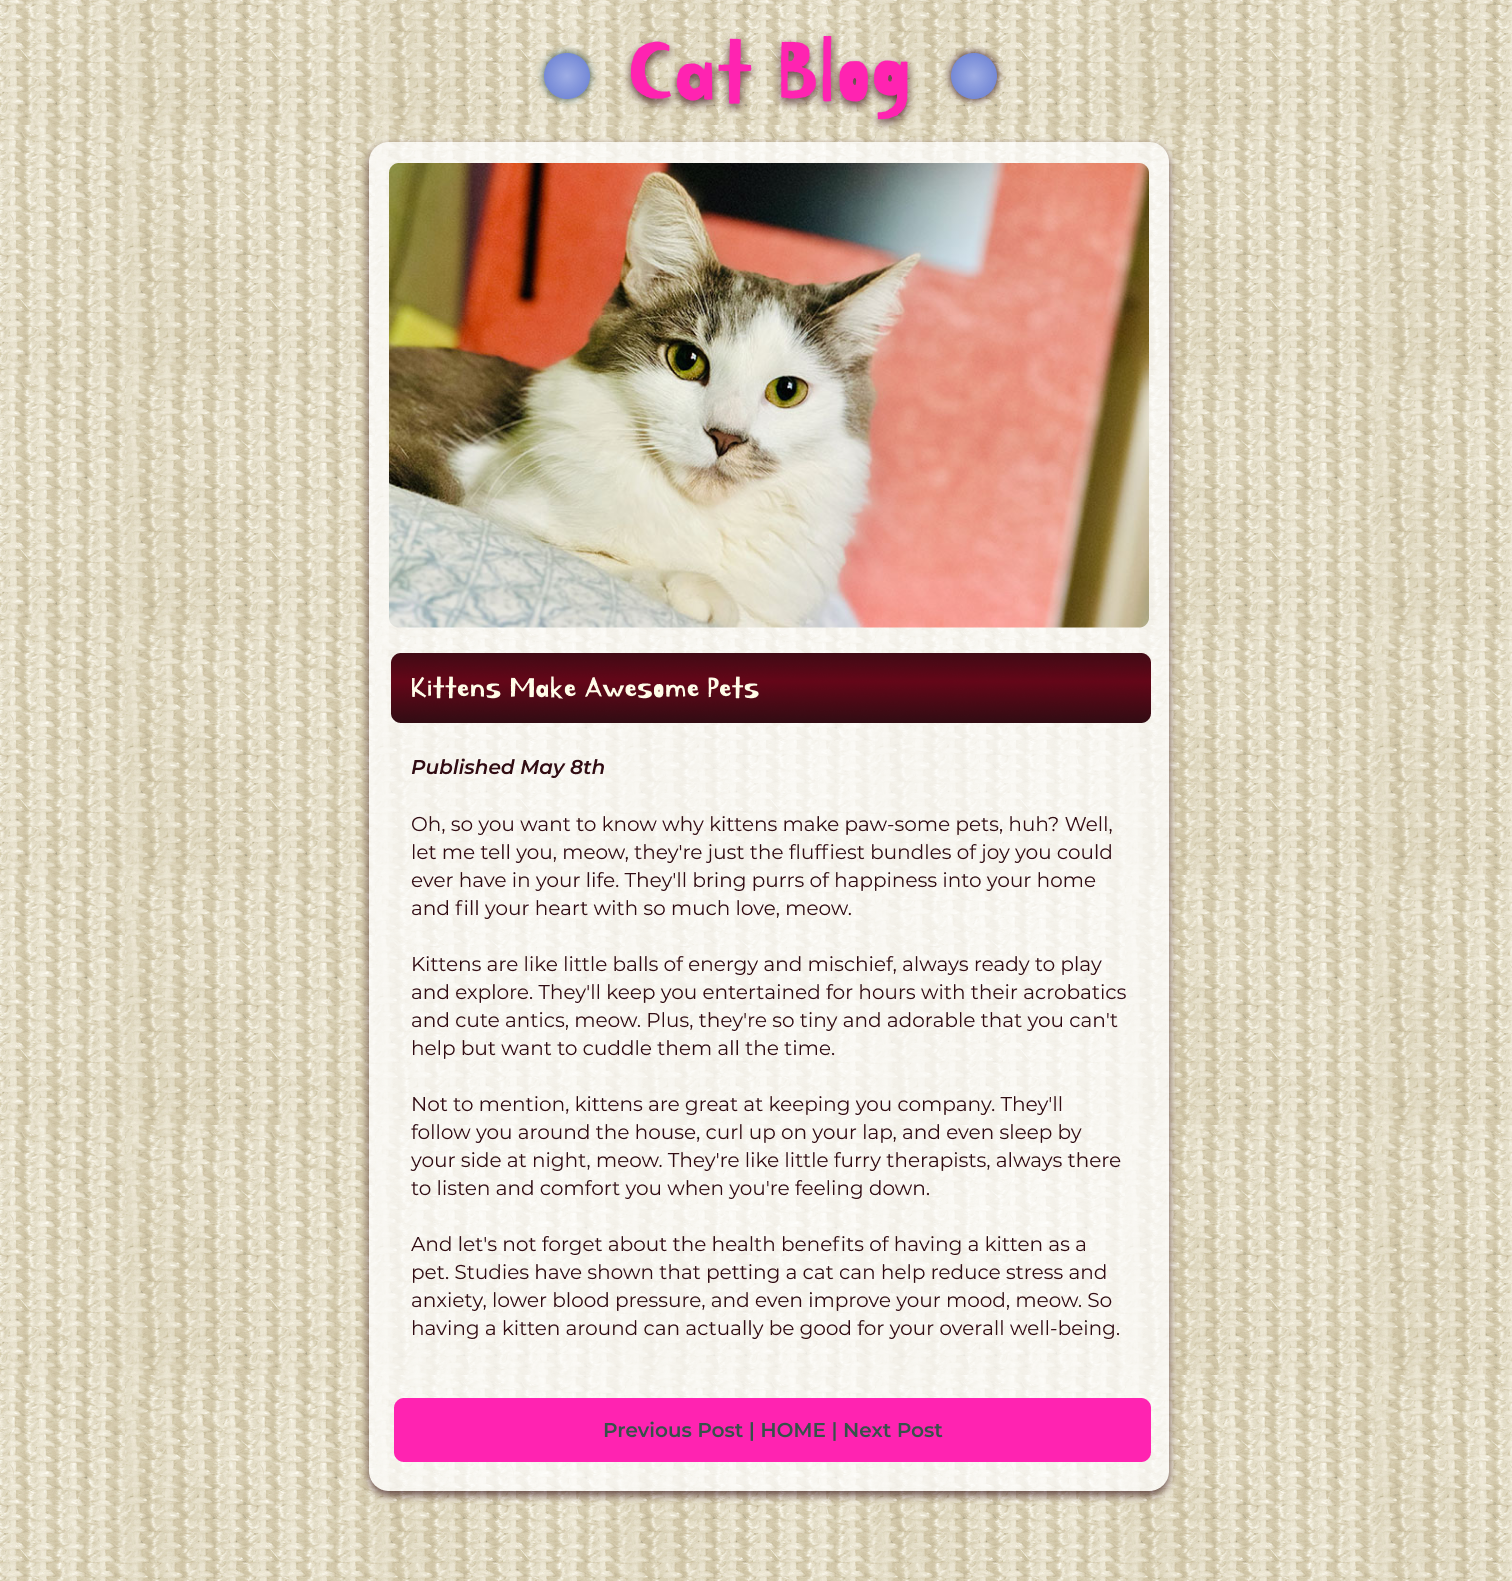 Cat Blog
Kittens Make Awesome Pets
Published May 8th
Oh, so you want to know why kittens make paw-some pets, huh? Well,
let me tell you, meow, they're just the fluffiest bundles of joy you could
ever have in your life. They'll bring purrs of happiness into your home
and fill your heart with so much love, meow.
Kittens are like little balls of energy and mischief, always ready to play
and explore. They'll keep you entertained for hours with their acrobatics
and cute antics, meow. Plus, they're so tiny and adorable that you can't
help but want to cuddle them all the time.
Not to mention, kittens are great at keeping you company. They'll
follow you around the house, curl up on your lap, and even sleep by
your side at night, meow. They're like little furry therapists, always there
to listen and comfort you when you're feeling down.
And let's not forget about the health benefits of having a kitten as a
pet. Studies have shown that petting a cat can help reduce stress and
anxiety, lower blood pressure, and even improve your mood, meow. So
having a kitten around can actually be good for your overall well-being.
Previous Post | HOME | Next Post